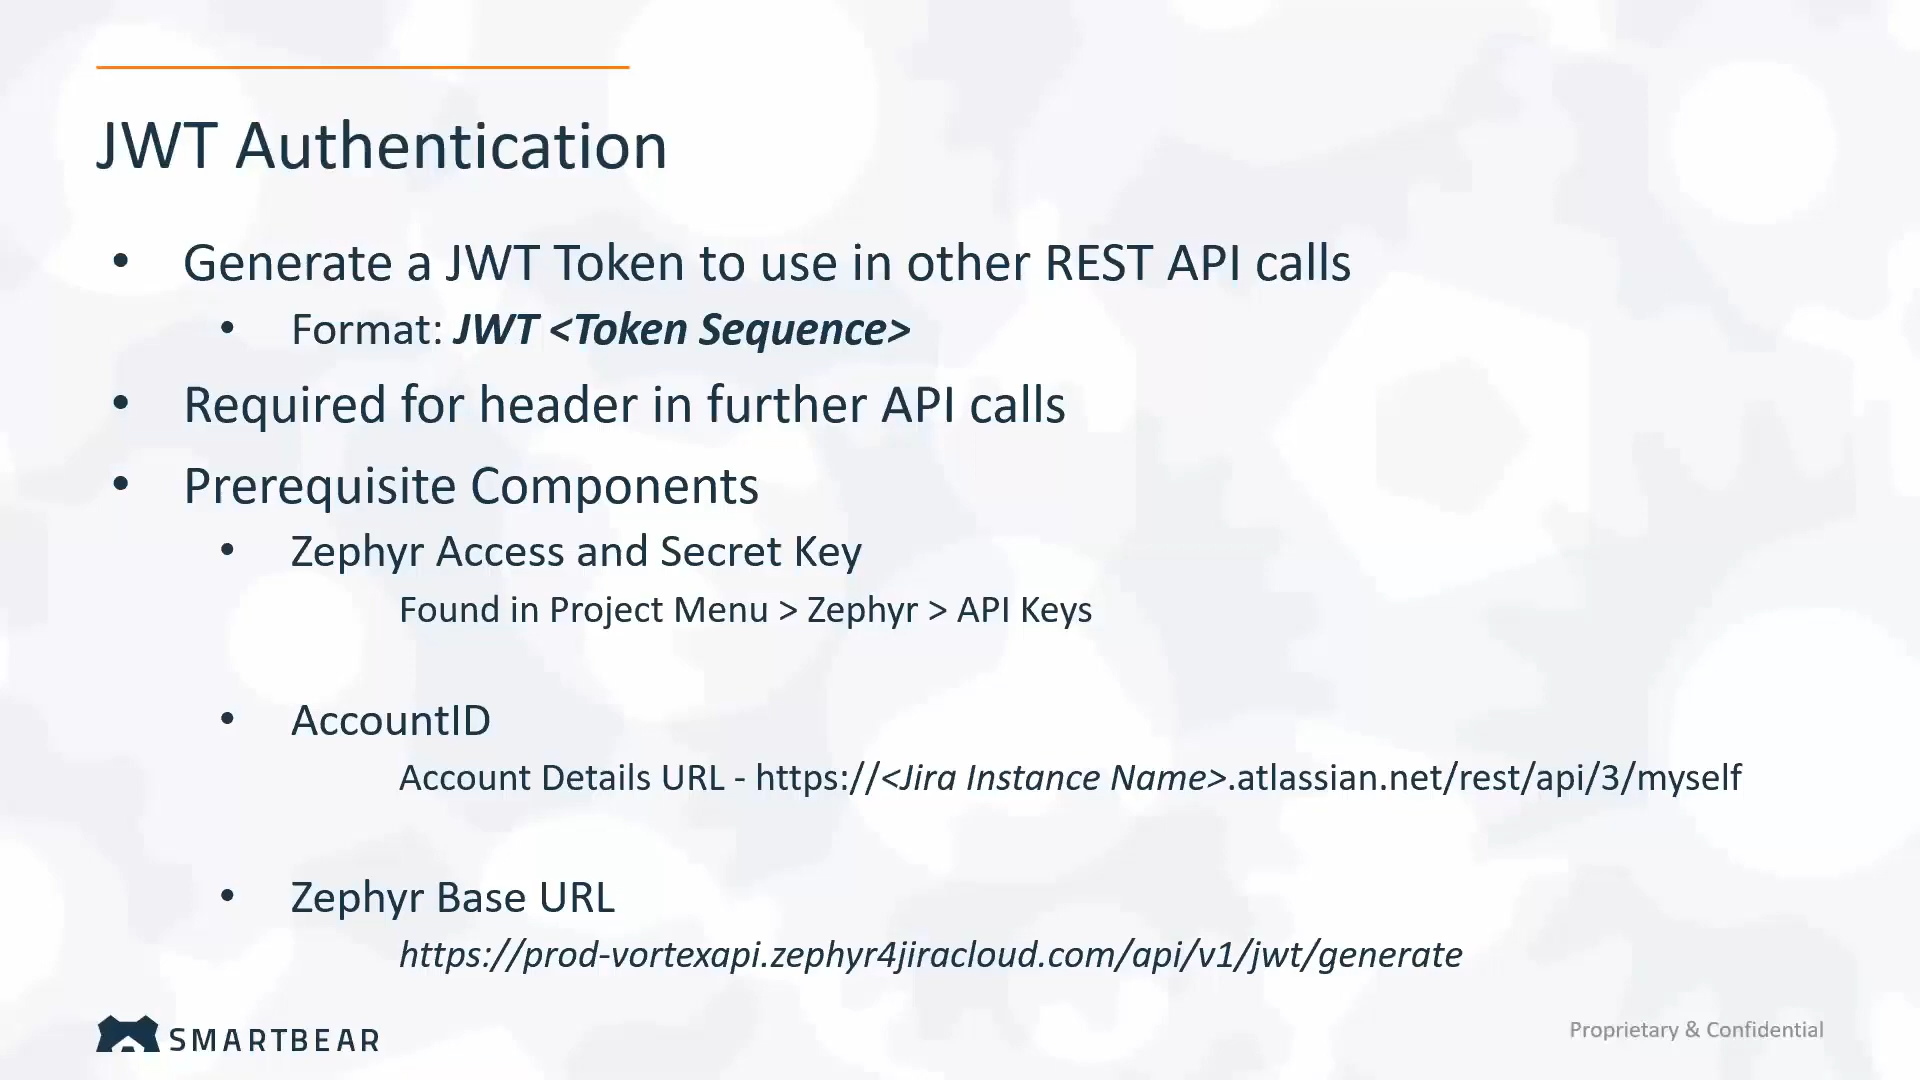 JWT Authentication
• Generate a JWT Token to use in other REST API calls
• Format: JWT <Token Sequence>
• Required for header in further API calls
• Prerequisite Components
• Zephyr Access and Secret Key
Found in Project Menu > Zephyr > API Keys
• AccountID
Account Details URL - https://<Jira Instance Name>.atlassian.net/rest/api/3/myself
• Zephyr Base URL
https://prod-vortexapi.zephyr4jiracloud.com/api/v1/jwt/generate
SMARTBEAR
Proprietary & Confidential